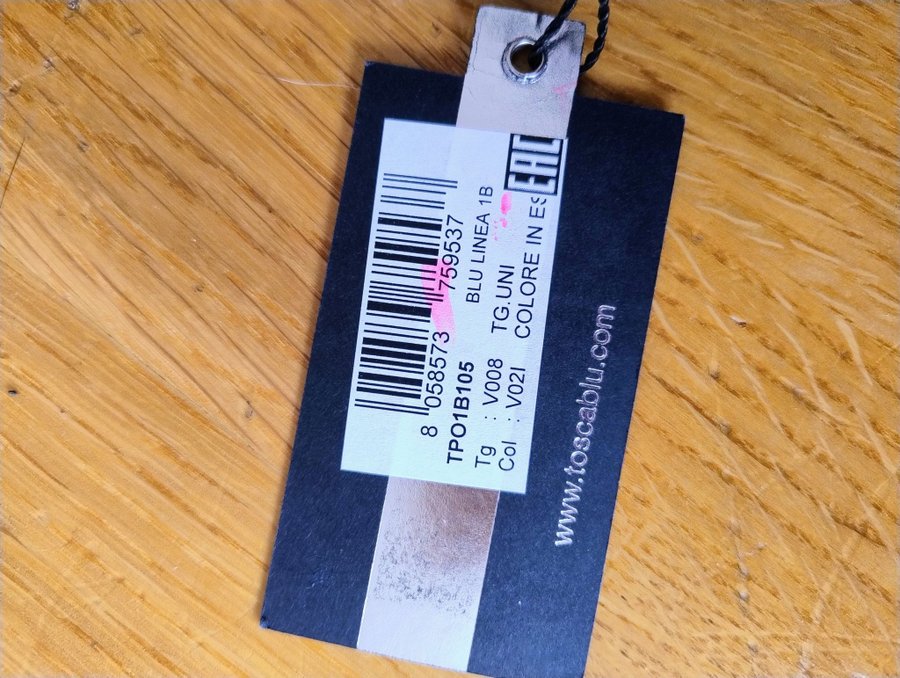 EAC
8 058573 759537
TPO1B105 BLU LINEA 1B
Tg : V008 TG.UNI
Col : V02I COLORE IN
www.toscablu.com